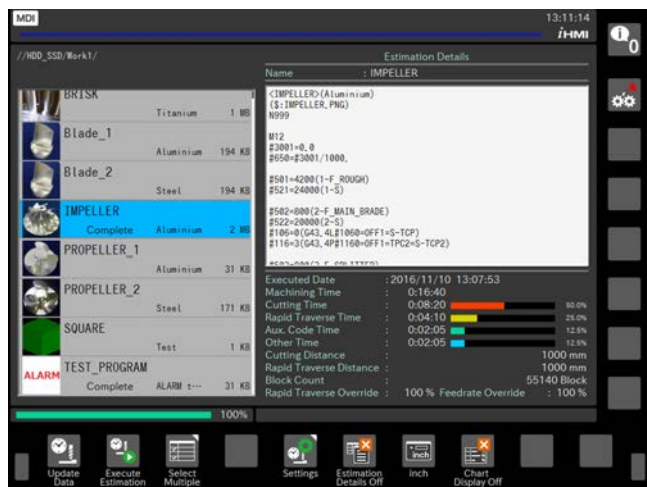 MDI
13:11:14
iHMI
0
//HDD_SSD/Work1/
Estimation Details
Name : IMPELLER
BRISK
Titanium 1 MB
Blade_1
Aluminium 194 KB
Blade_2
Steel 194 KB
IMPELLER
Complete Aluminium 2 MB
PROPELLER_1
Aluminium 31 KB
PROPELLER_2
Steel 171 KB
SQUARE
Test 1 KB
ALARM
TEST_PROGRAM
Complete ALARM t… 31 KB
<IMPELLER>(Aluminium)
($:IMPELLER.PNG)
N999
M12
#3001=0.0
#650=#3001/1000.
#501=4200(1-F_ROUGH)
#521=24000(1-S)
#502=800(2-F_MAIN_BRADE)
#522=20000(2-S)
#106=0(G43.4L#1060=OFF1=S-TCP)
#116=3(G43.4P#1160=OFF1=TPC2=S-TCP2)
Executed Date : 2016/11/10 13:07:53
Machining Time : 0:16:40
Cutting Time : 0:08:20 50.0%
Rapid Traverse Time : 0:04:10 25.0%
Aux. Code Time : 0:02:05 12.5%
Other Time : 0:02:05 12.5%
Cutting Distance : 1000 mm
Rapid Traverse Distance : 1000 mm
Block Count : 55140 Block
Rapid Traverse Override : 100 % Feedrate Override : 100 %
100%
Update Data
Execute Estimation
Select Multiple
Settings
Estimation Details Off
inch
inch
Chart Display Off